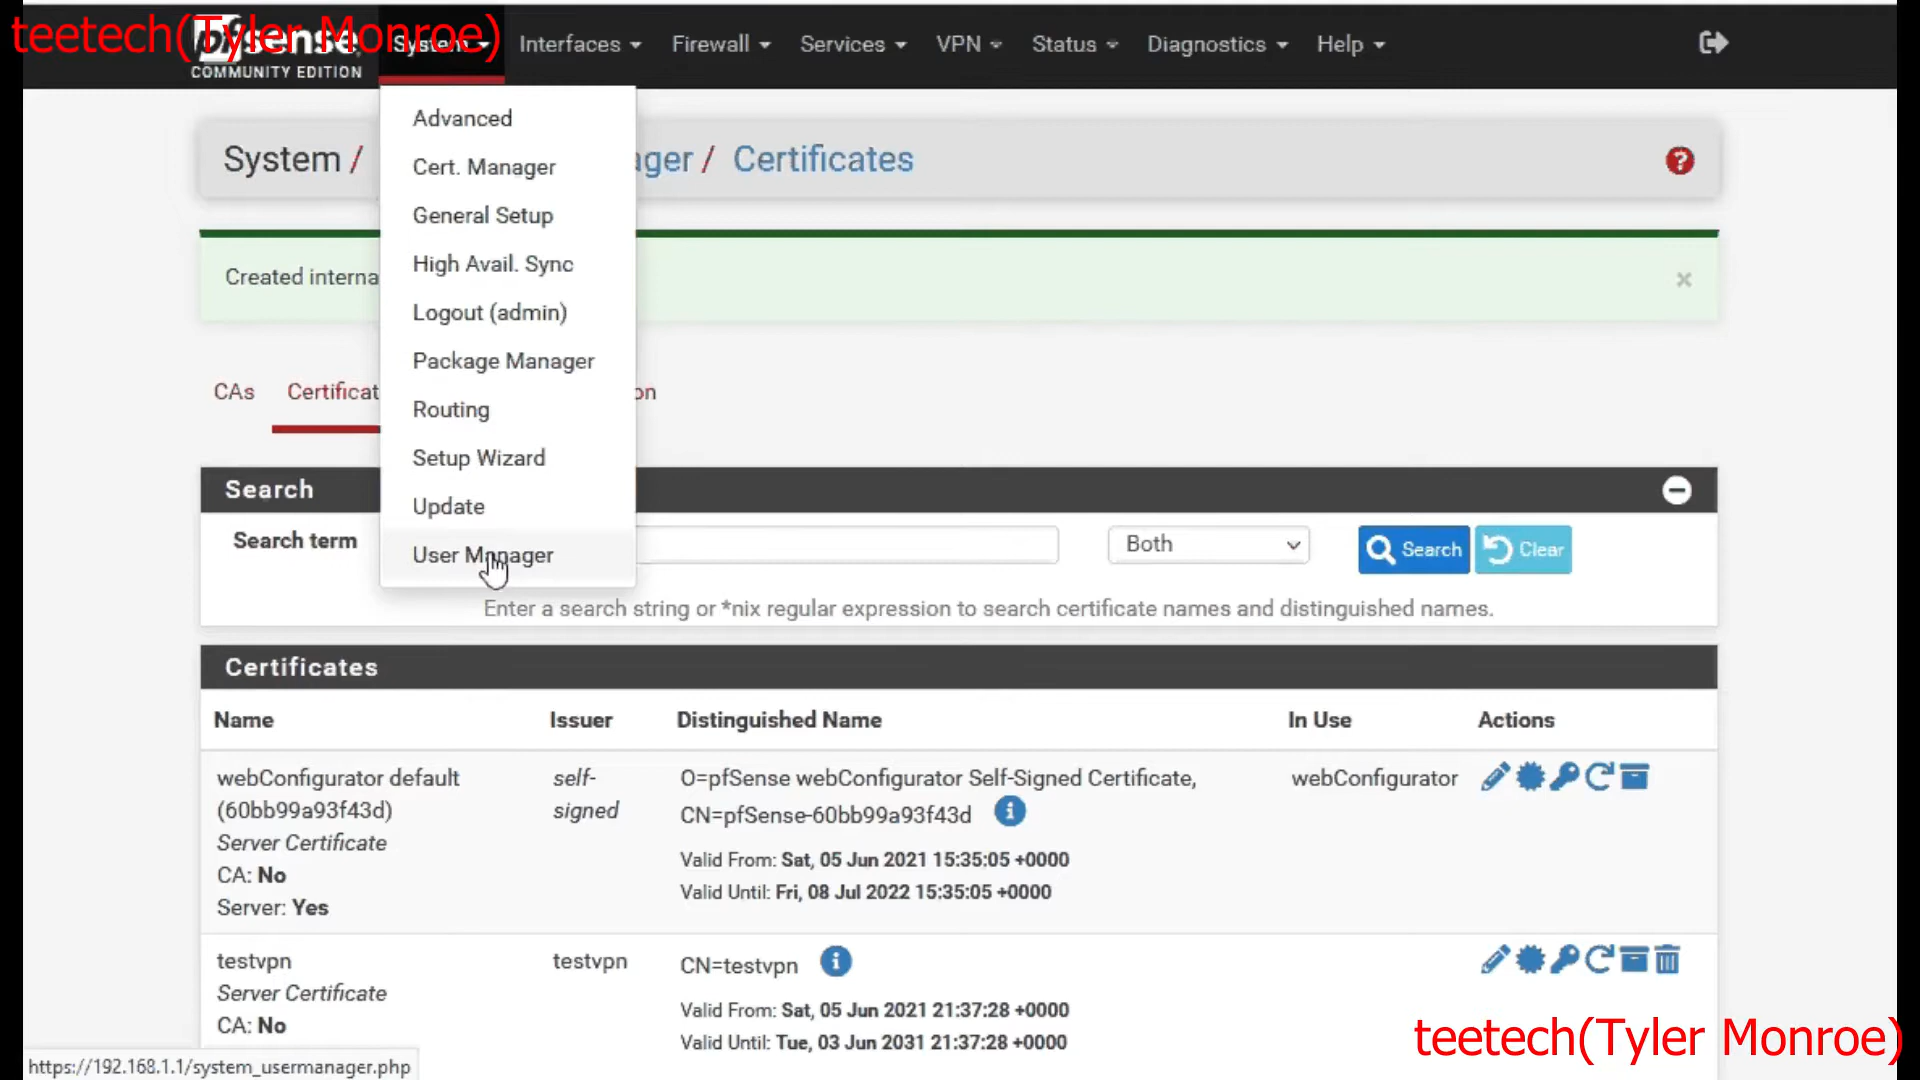 teetech(Tyler Monroe)
pfsense
COMMUNITY EDITION
System
Interfaces
Firewall
Services
VPN
Status
Diagnostics
Help
Advanced
Cert. Manager
General Setup
High Avail. Sync
Logout (admin)
Package Manager
Routing
Setup Wizard
Update
User Manager
System / ager / Certificates
Created interna
×
CAs
Certificat
on
Search
Search term
Both
Search
Clear
Enter a search string or *nix regular expression to search certificate names and distinguished names.
Certificates
Name Issuer Distinguished Name In Use Actions
webConfigurator default
(60bb99a93f43d)
Server Certificate
CA: No
Server: Yes
self-
signed
O=pfSense webConfigurator Self-Signed Certificate,
CN=pfSense-60bb99a93f43d
Valid From: Sat, 05 Jun 2021 15:35:05 +0000
Valid Until: Fri, 08 Jul 2022 15:35:05 +0000
webConfigurator
testvpn
Server Certificate
CA: No
testvpn
CN=testvpn
Valid From: Sat, 05 Jun 2021 21:37:28 +0000
Valid Until: Tue, 03 Jun 2031 21:37:28 +0000
teetech(Tyler Monroe)
https://192.168.1.1/system_usermanager.php